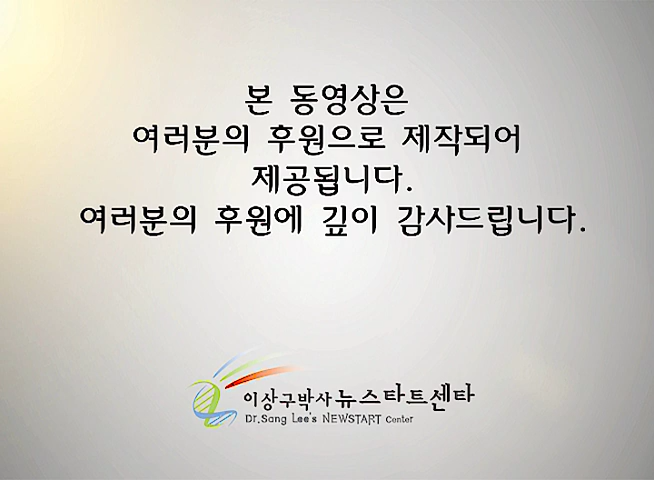 본 동영상은
여러분의 후원으로 제작되어
제공됩니다.
여러분의 후원에 깊이 감사드립니다.
이상구박사 뉴스타트센타
Dr.Sang Lee's NEWSTART Center